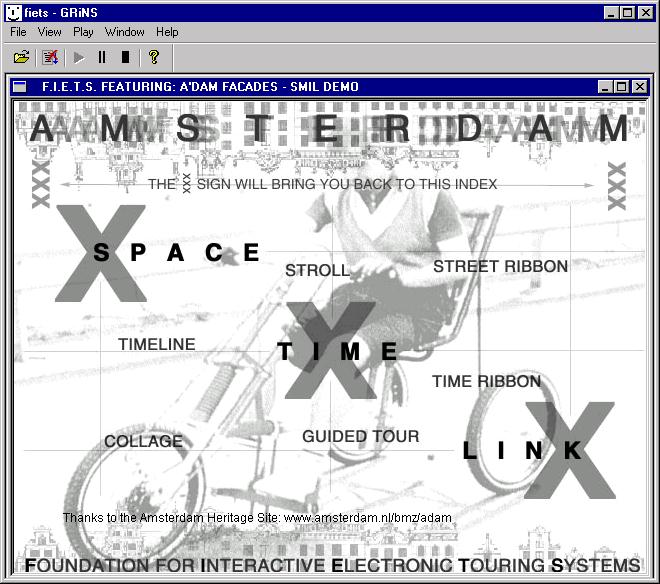 fiets - GRiNS
File View Play Window Help
F.I.E.T.S. FEATURING: A'DAM FACADES - SMIL DEMO
AMSTERDAM
XXX
XXX
THE XXX SIGN WILL BRING YOU BACK TO THIS INDEX
X
SPACE
STROLL
STREET RIBBON
X
TIMELINE
TIME
TIME RIBBON
X
COLLAGE
GUIDED TOUR
LINK
Thanks to the Amsterdam Heritage Site: www.amsterdam.nl/bmz/adam
FOUNDATION FOR INTERACTIVE ELECTRONIC TOURING SYSTEMS